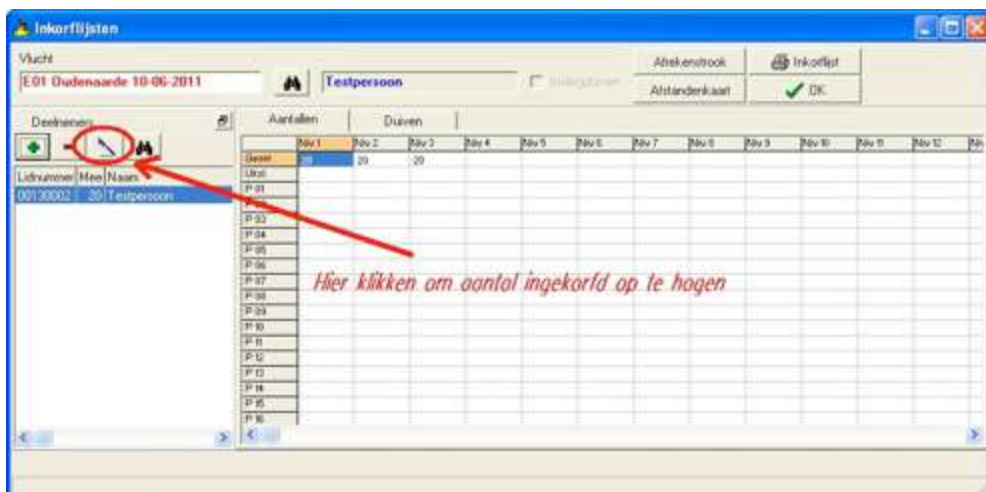 Inkorflijsten
Vlucht
E01 Oudenaarde 10-06-2011
Testpersoon
Afrekenstrook
Inkorflijst
Afstandenkaart
OK
Deelnemers
Aantallen
Duiven
Niv 1 Niv 2 Niv 3 Niv 4 Niv 5 Niv 6 Niv 7 Niv 8 Niv 9 Niv 10 Niv 11 Niv 12
Gezet 20 20 20
Lidnummer Mee Naam
00130002 20 Testpersoon
P 01
P 03
P 04
P 05
P 06
P 07
P 08
P 09
P 10
P 11
P 12
P 13
P 14
P 15
P 16
Hier klikken om aantal ingekorfd op te hogen